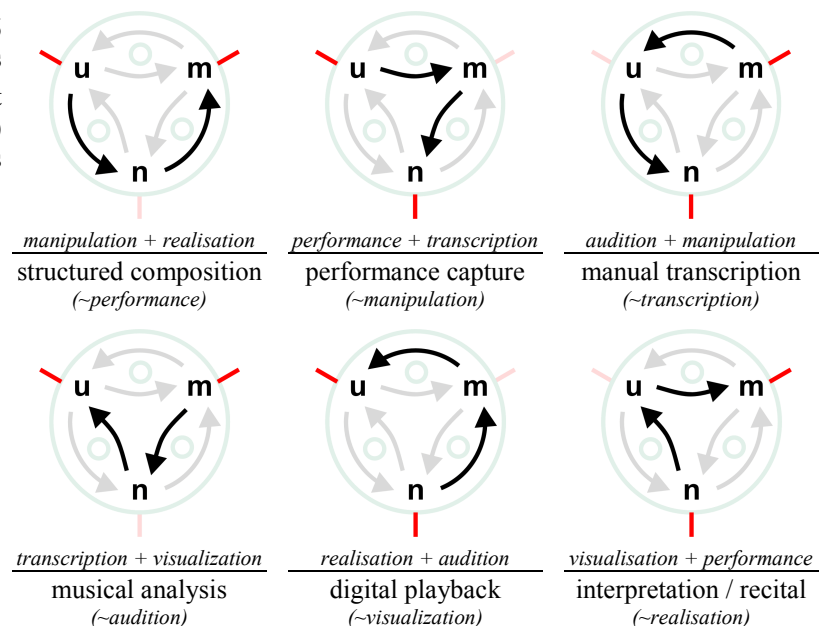 u m
n
manipulation + realisation
structured composition
(~performance)
u m
n
performance + transcription
performance capture
(~manipulation)
u m
n
audition + manipulation
manual transcription
(~transcription)
u m
n
transcription + visualization
musical analysis
(~audition)
u m
n
realisation + audition
digital playback
(~visualization)
u m
n
visualisation + performance
interpretation / recital
(~realisation)